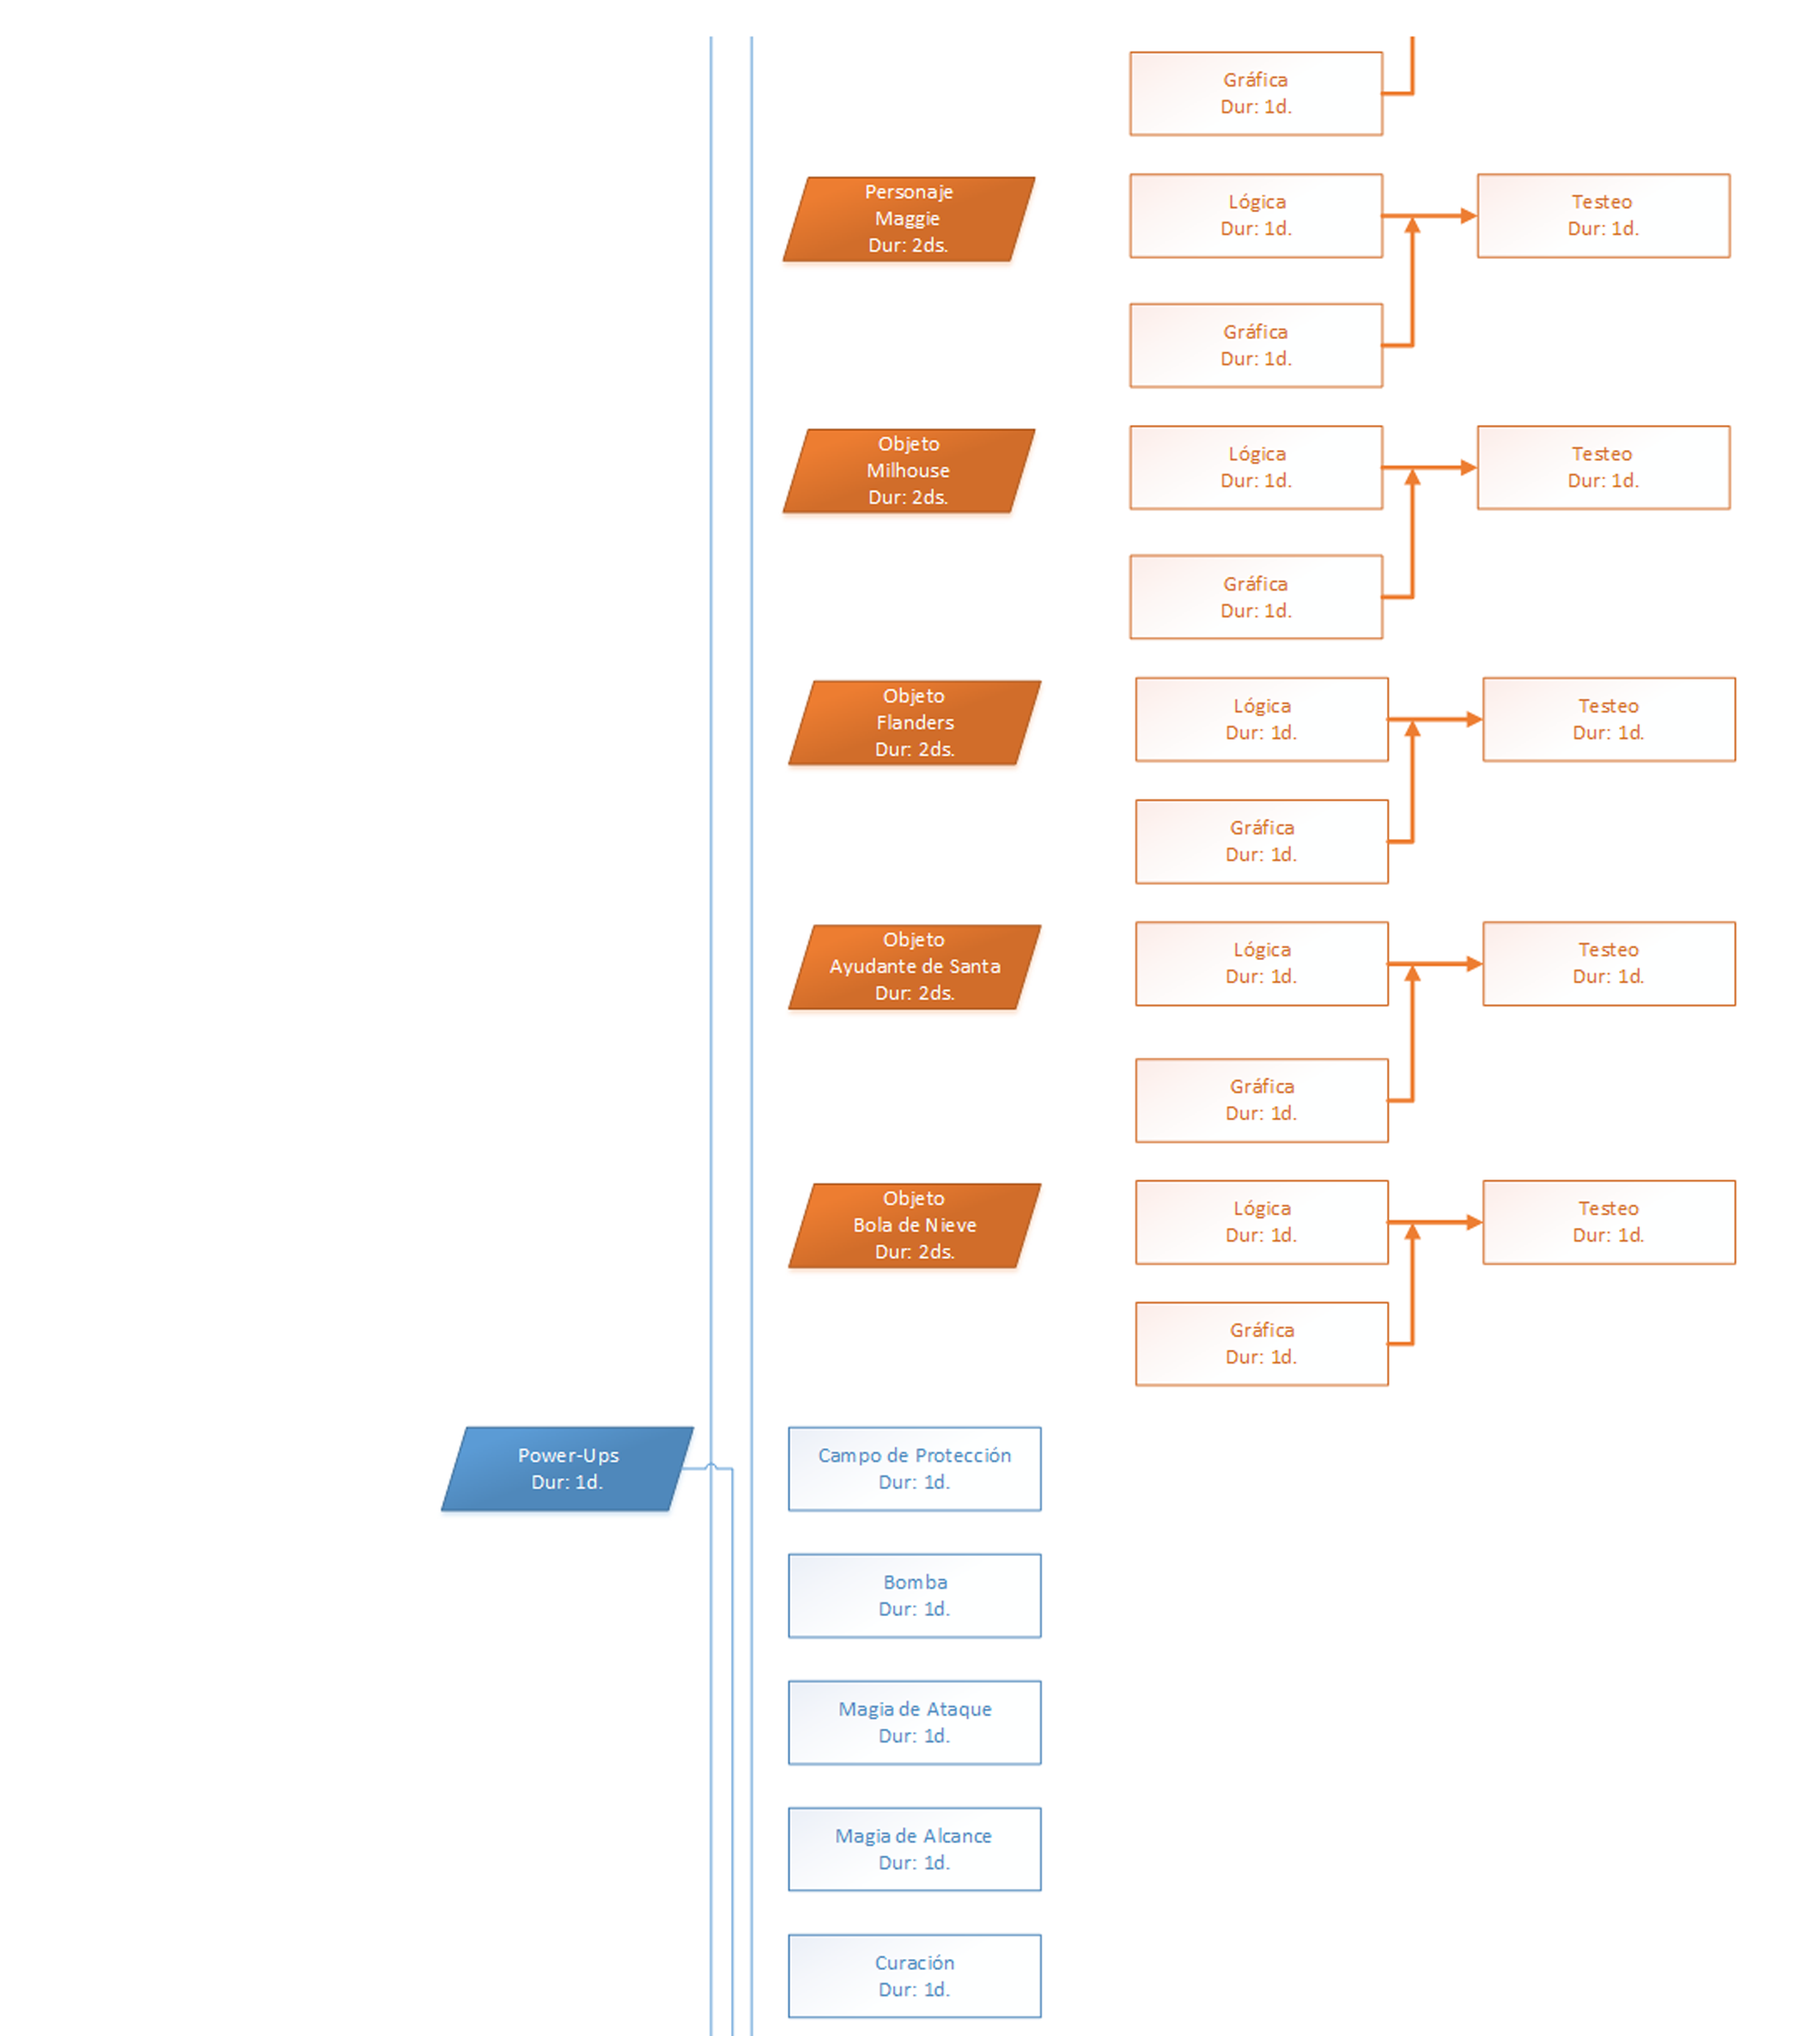 Gráfica
Dur: 1d.
Personaje
Maggie
Dur: 2ds.
Lógica
Dur: 1d.
Testeo
Dur: 1d.
Gráfica
Dur: 1d.
Objeto
Milhouse
Dur: 2ds.
Lógica
Dur: 1d.
Testeo
Dur: 1d.
Gráfica
Dur: 1d.
Objeto
Flanders
Dur: 2ds.
Lógica
Dur: 1d.
Testeo
Dur: 1d.
Gráfica
Dur: 1d.
Objeto
Ayudante de Santa
Dur: 2ds.
Lógica
Dur: 1d.
Testeo
Dur: 1d.
Gráfica
Dur: 1d.
Objeto
Bola de Nieve
Dur: 2ds.
Lógica
Dur: 1d.
Testeo
Dur: 1d.
Gráfica
Dur: 1d.
Power-Ups
Dur: 1d.
Campo de Protección
Dur: 1d.
Bomba
Dur: 1d.
Magia de Ataque
Dur: 1d.
Magia de Alcance
Dur: 1d.
Curación
Dur: 1d.